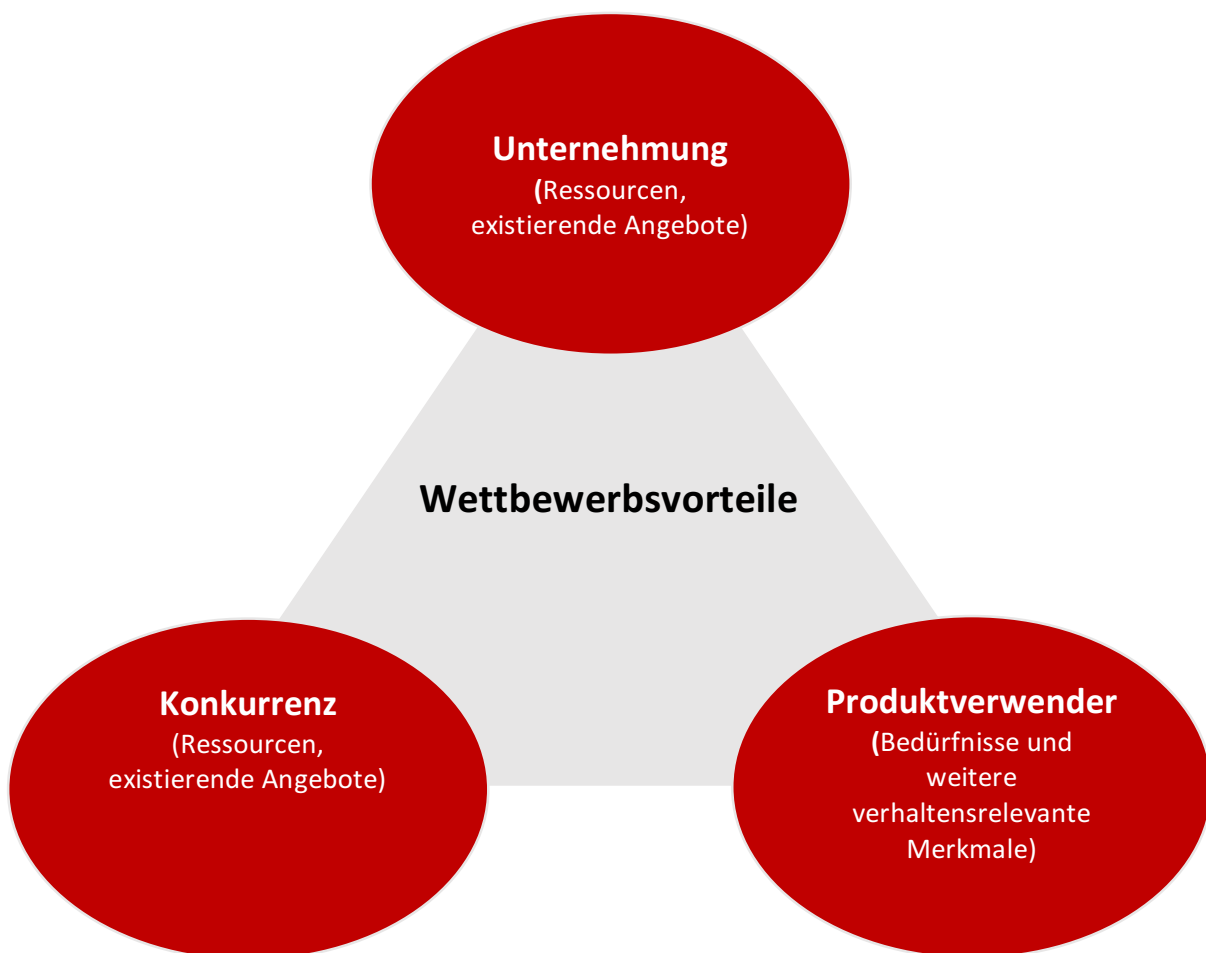 Unternehmung
(Ressourcen,
existierende Angebote)
Wettbewerbsvorteile
Konkurrenz
(Ressourcen,
existierende Angebote)
Produktverwender
(Bedürfnisse und
weitere
verhaltensrelevante
Merkmale)